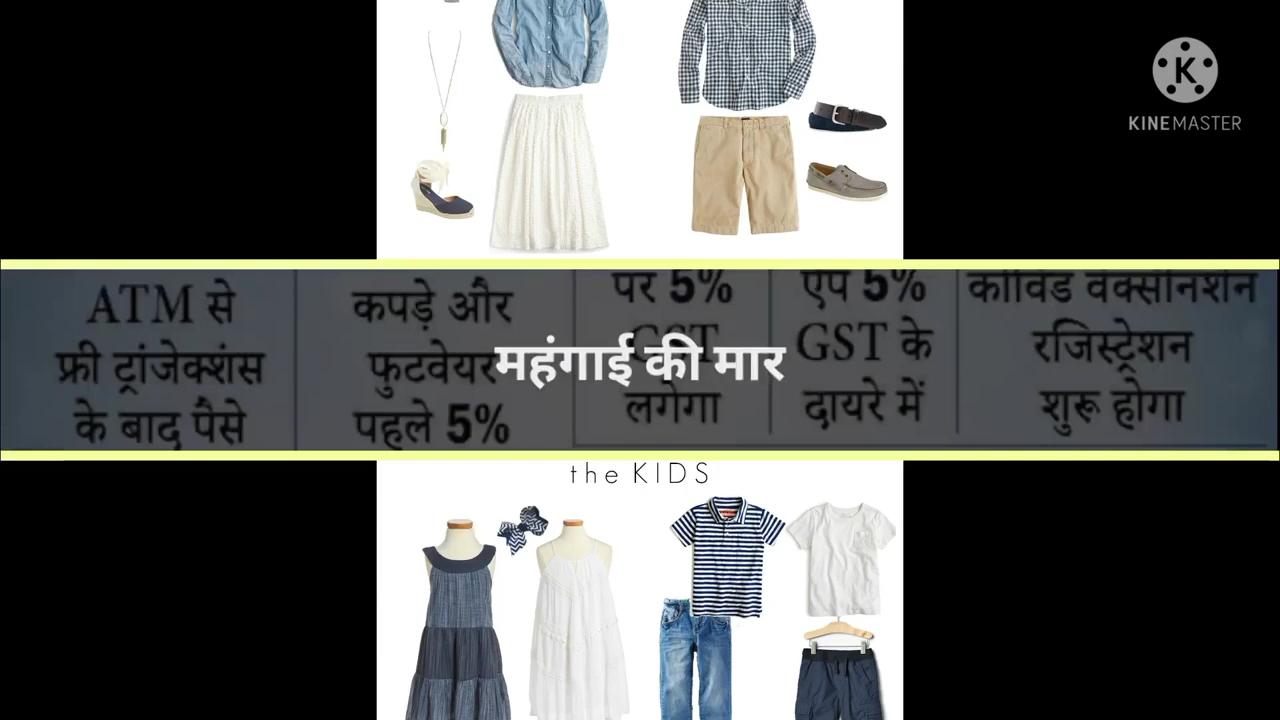 KINEMASTER
ATM से
फ्री ट्रांजेक्शंस
के बाद पैसे
कपड़े और
फुटवेयर
पहले 5%
पर 5%
GST
लगेगा
एप 5%
GST के
दायरे में
कोविड वैक्सीनेशन
रजिस्ट्रेशन
शुरू होगा
महंगाई की मार
the KIDS